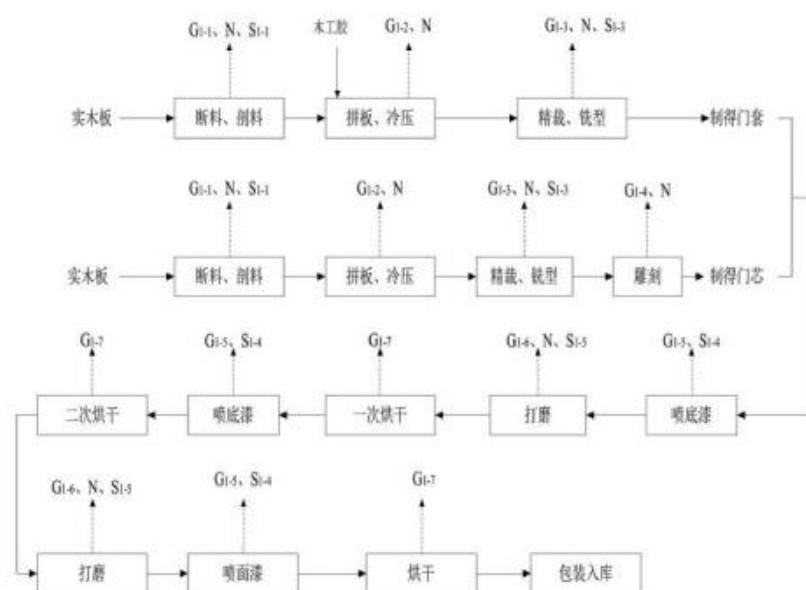 G1-1、N、S1-1 木工胶 G1-2、N G1-3、N、S1-3
实木板 断料、剖料 拼板、冷压 精裁、铣型 制得门套
G1-1、N、S1-1 G1-2、N G1-3、N、S1-3 G1-4、N
实木板 断料、剖料 拼板、冷压 精裁、铣型 雕刻 制得门芯
G1-7 G1-5、S1-4 G1-7 G1-6、N、S1-5 G1-5、S1-4
二次烘干 喷底漆 一次烘干 打磨 喷底漆
G1-6、N、S1-5 G1-5、S1-4 G1-7
打磨 喷面漆 烘干 包装入库